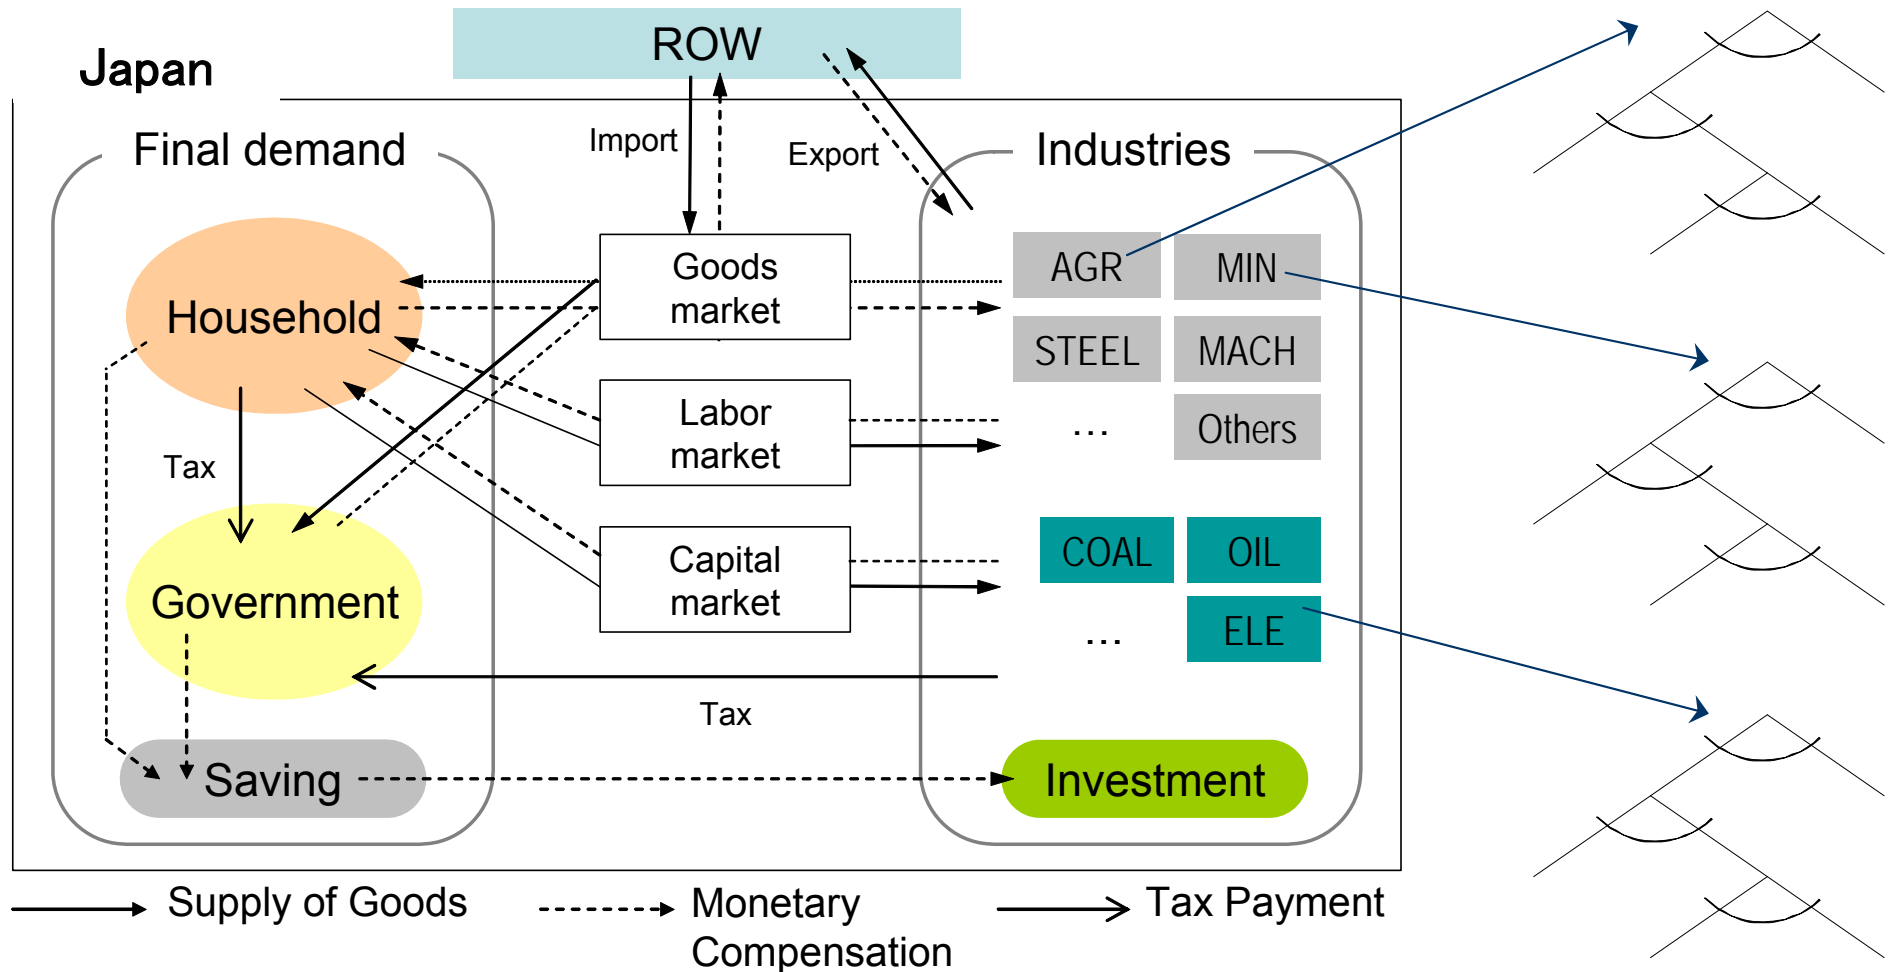 ROW
Japan
Import
Export
Final demand
Industries
Household
Goods
market
AGR
MIN
STEEL
MACH
Labor
market
...
Others
Tax
Government
Capital
market
COAL
OIL
...
ELE
Tax
Saving
Investment
Supply of Goods
Monetary
Compensation
Tax Payment